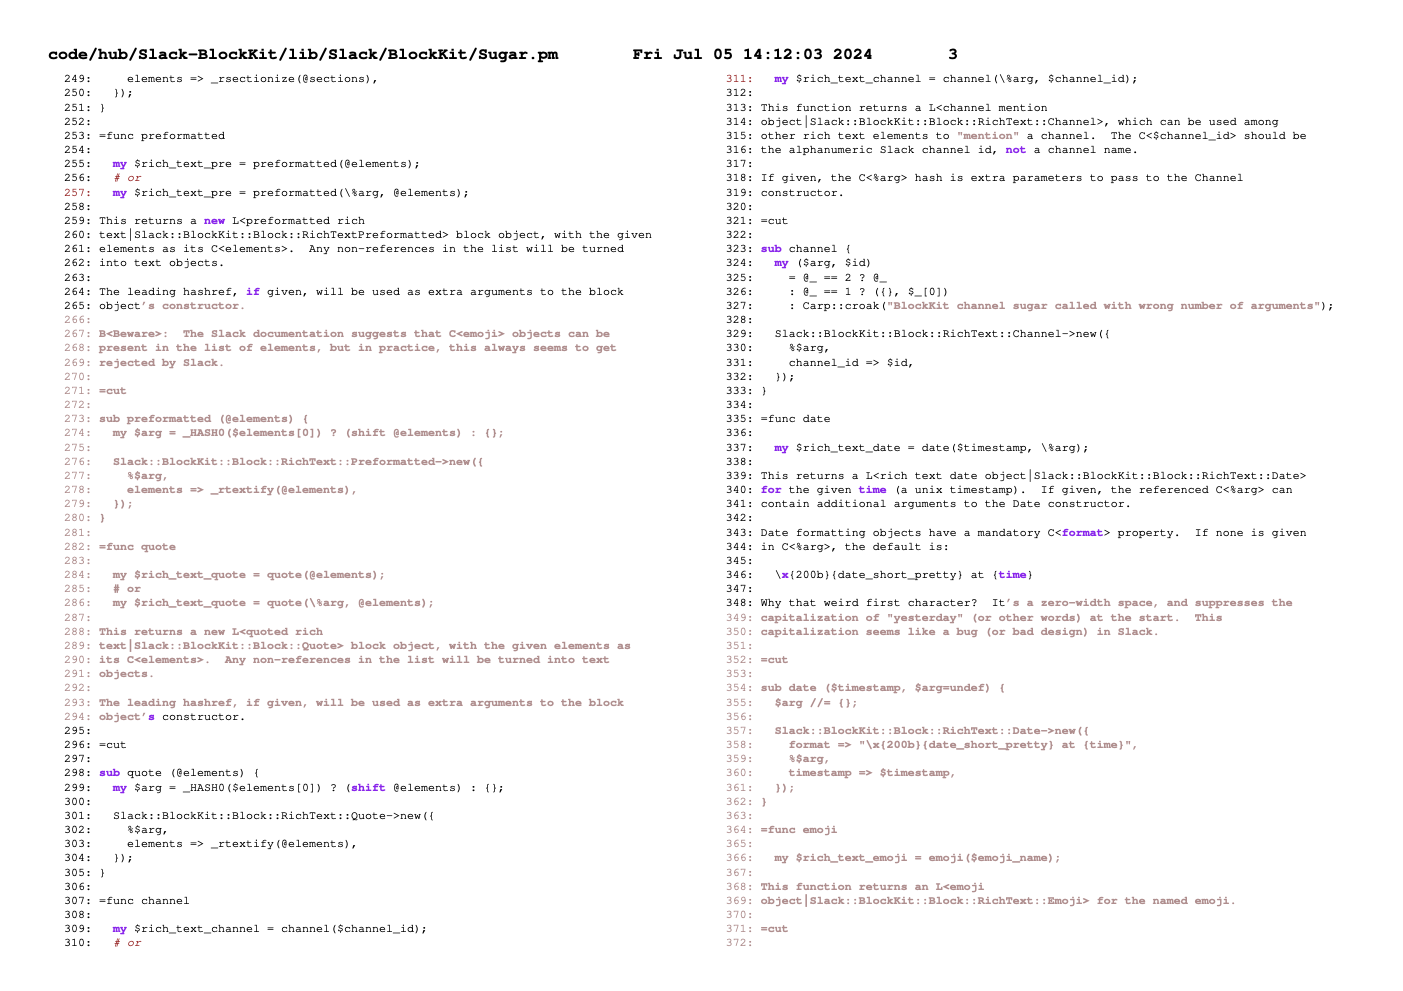 code/hub/Slack-BlockKit/lib/Slack/BlockKit/Sugar.pm Fri Jul 05 14:12:03 2024 3
249:     elements => _rsectionize(@sections),
250:   });
251: }
252:
253: =func preformatted
254:
255:   my $rich_text_pre = preformatted(@elements);
256:   # or
257:   my $rich_text_pre = preformatted(\%arg, @elements);
258:
259: This returns a new L<preformatted rich
260: text|Slack::BlockKit::Block::RichTextPreformatted> block object, with the given
261: elements as its C<elements>.  Any non-references in the list will be turned
262: into text objects.
263:
264: The leading hashref, if given, will be used as extra arguments to the block
265: object's constructor.
266:
267: B<Beware>:  The Slack documentation suggests that C<emoji> objects can be
268: present in the list of elements, but in practice, this always seems to get
269: rejected by Slack.
270:
271: =cut
272:
273: sub preformatted (@elements) {
274:   my $arg = _HASH0($elements[0]) ? (shift @elements) : {};
275:
276:   Slack::BlockKit::Block::RichText::Preformatted->new({
277:     %$arg,
278:     elements => _rtextify(@elements),
279:   });
280: }
281:
282: =func quote
283:
284:   my $rich_text_quote = quote(@elements);
285:   # or
286:   my $rich_text_quote = quote(\%arg, @elements);
287:
288: This returns a new L<quoted rich
289: text|Slack::BlockKit::Block::Quote> block object, with the given elements as
290: its C<elements>.  Any non-references in the list will be turned into text
291: objects.
292:
293: The leading hashref, if given, will be used as extra arguments to the block
294: object's constructor.
295:
296: =cut
297:
298: sub quote (@elements) {
299:   my $arg = _HASH0($elements[0]) ? (shift @elements) : {};
300:
301:   Slack::BlockKit::Block::RichText::Quote->new({
302:     %$arg,
303:     elements => _rtextify(@elements),
304:   });
305: }
306:
307: =func channel
308:
309:   my $rich_text_channel = channel($channel_id);
310:   # or
311:   my $rich_text_channel = channel(\%arg, $channel_id);
312:
313: This function returns a L<channel mention
314: object|Slack::BlockKit::Block::RichText::Channel>, which can be used among
315: other rich text elements to "mention" a channel.  The C<$channel_id> should be
316: the alphanumeric Slack channel id, not a channel name.
317:
318: If given, the C<%arg> hash is extra parameters to pass to the Channel
319: constructor.
320:
321: =cut
322:
323: sub channel {
324:   my ($arg, $id)
325:     = @_ == 2 ? @_
326:     : @_ == 1 ? ({}, $_[0])
327:     : Carp::croak("BlockKit channel sugar called with wrong number of arguments");
328:
329:   Slack::BlockKit::Block::RichText::Channel->new({
330:     %$arg,
331:     channel_id => $id,
332:   });
333: }
334:
335: =func date
336:
337:   my $rich_text_date = date($timestamp, \%arg);
338:
339: This returns a L<rich text date object|Slack::BlockKit::Block::RichText::Date>
340: for the given time (a unix timestamp).  If given, the referenced C<%arg> can
341: contain additional arguments to the Date constructor.
342:
343: Date formatting objects have a mandatory C<format> property.  If none is given
344: in C<%arg>, the default is:
345:
346:   \x{200b}{date_short_pretty} at {time}
347:
348: Why that weird first character?  It's a zero-width space, and suppresses the
349: capitalization of "yesterday" (or other words) at the start.  This
350: capitalization seems like a bug (or bad design) in Slack.
351:
352: =cut
353:
354: sub date ($timestamp, $arg=undef) {
355:   $arg //= {};
356:
357:   Slack::BlockKit::Block::RichText::Date->new({
358:     format => "\x{200b}{date_short_pretty} at {time}",
359:     %$arg,
360:     timestamp => $timestamp,
361:   });
362: }
363:
364: =func emoji
365:
366:   my $rich_text_emoji = emoji($emoji_name);
367:
368: This function returns an L<emoji
369: object|Slack::BlockKit::Block::RichText::Emoji> for the named emoji.
370:
371: =cut
372: